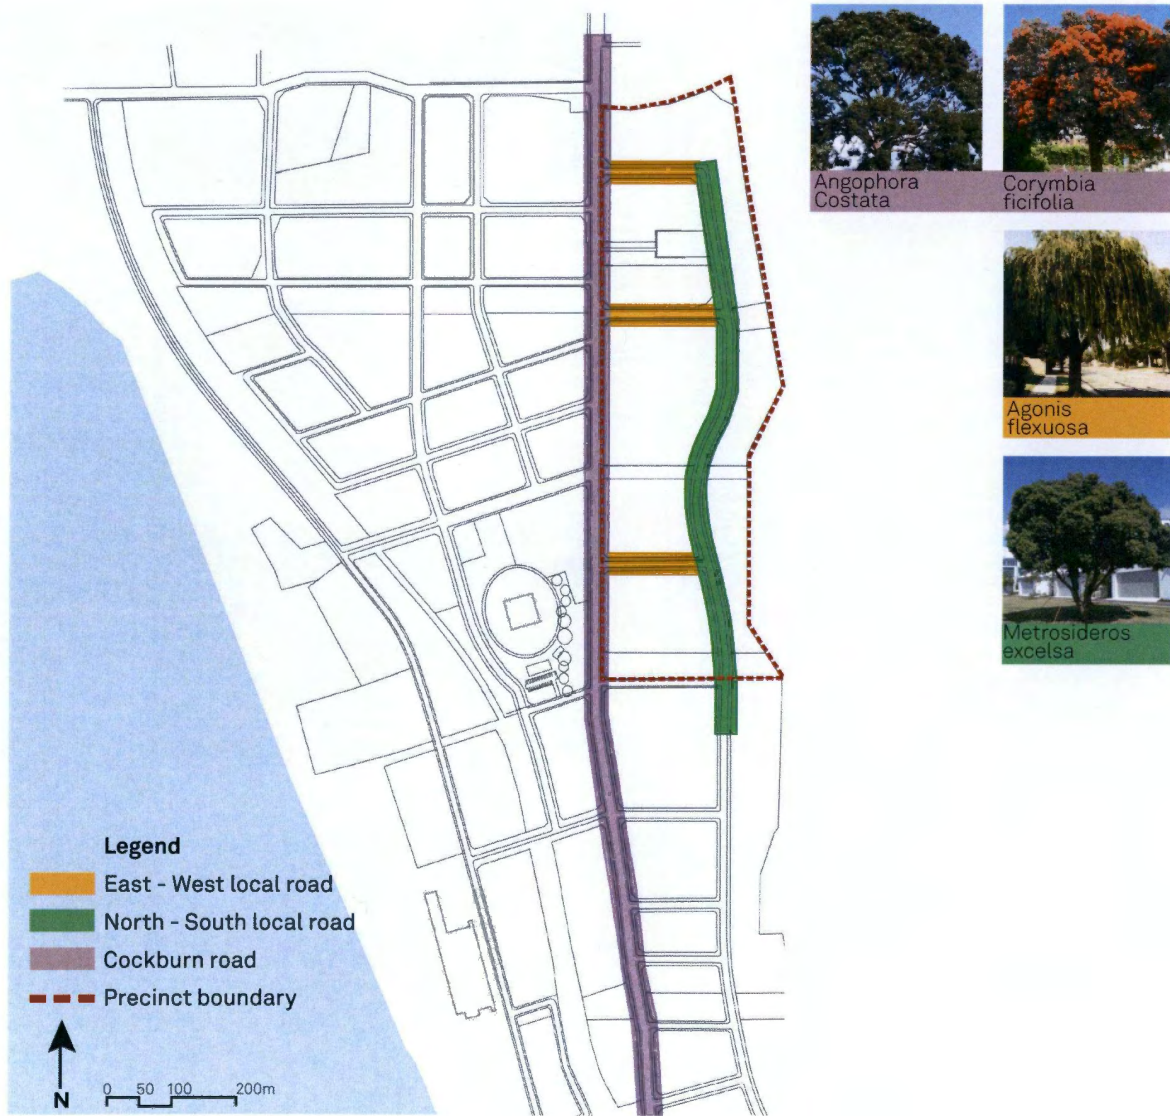 Angophora
Costata
Corymbia
ficifolia
Agonis
flexuosa
Metrosideros
excelsa
Legend
East - West local road
North - South local road
Cockburn road
Precinct boundary
N
0 50 100 200m